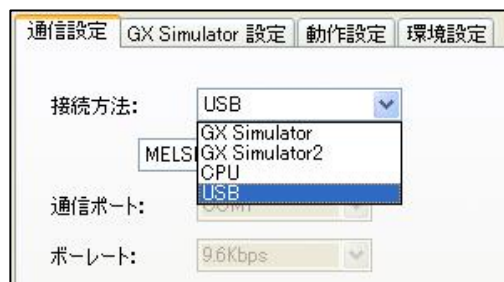 通信設定 GX Simulator 設定 動作設定 環境設定
接続方法: USB
GX Simulator
MELS GX Simulator2
CPU
USB
通信ポート:
ボーレート: 9.6Kbps